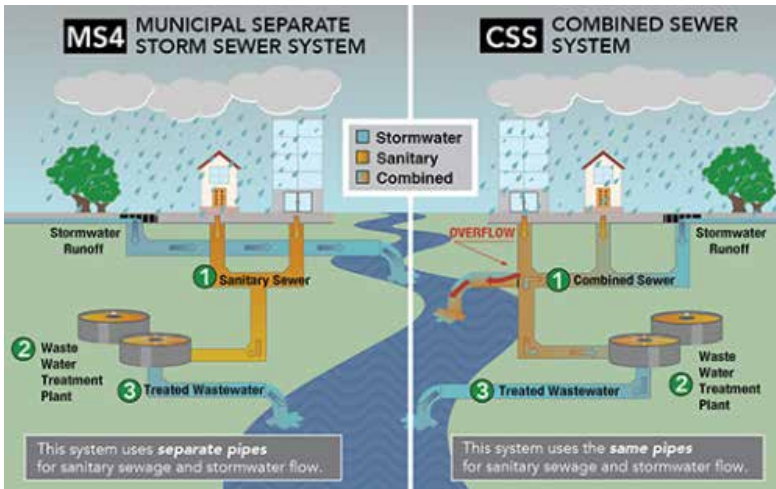 MS4 MUNICIPAL SEPARATE
STORM SEWER SYSTEM
CSS COMBINED SEWER
SYSTEM
Stormwater
Sanitary
Combined
Stormwater
Runoff
1 Sanitary Sewer
2 Waste
Water
Treatment
Plant
3 Treated Wastewater
This system uses separate pipes
for sanitary sewage and stormwater flow.
OVERFLOW
Stormwater
Runoff
1 Combined Sewer
2 Waste
Water
Treatment
Plant
3 Treated Wastewater
This system uses the same pipes
for sanitary sewage and stormwater flow.